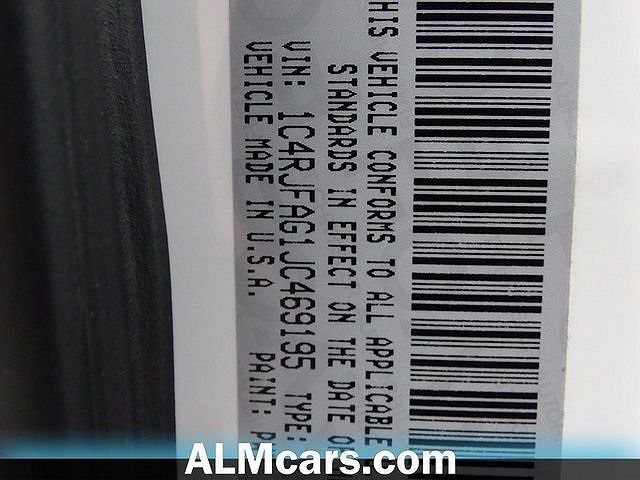 HIS VEHICLE CONFORMS TO ALL APPLICABLE
STANDARDS IN EFFECT ON THE DATE O
VIN: 1C4RJFAG1JC469195 TYPE:
VEHICLE MADE IN U.S.A. PAINT: P
ALMcars.com